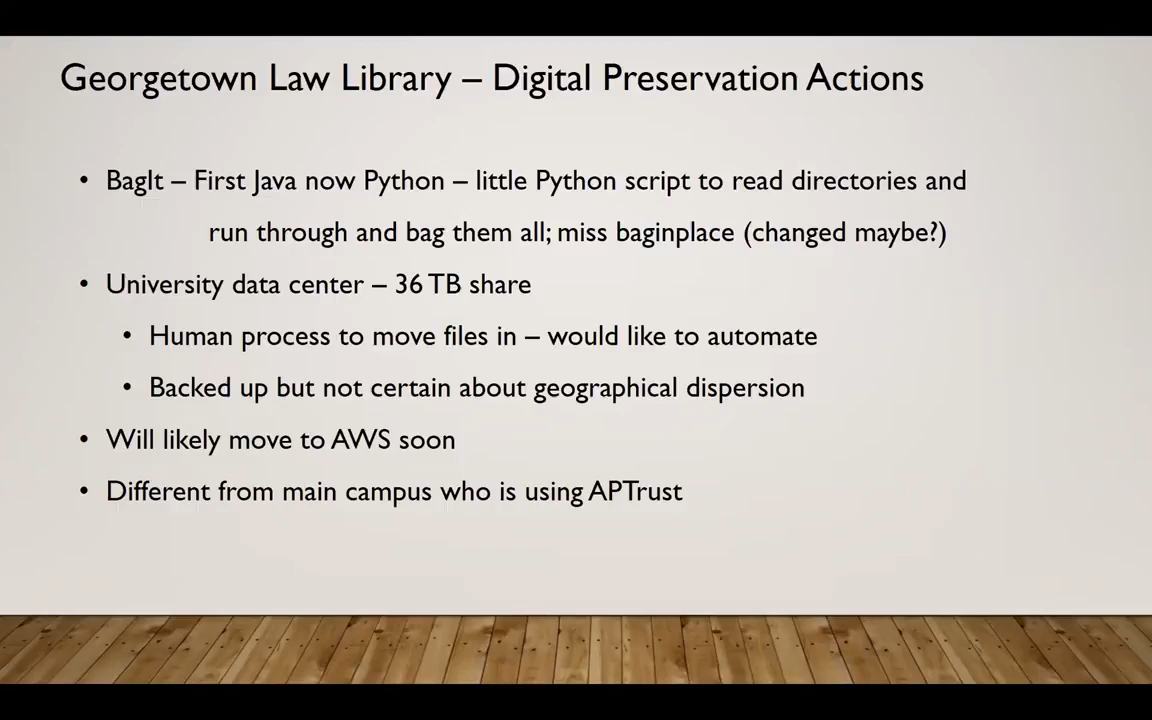 Georgetown Law Library – Digital Preservation Actions
• BagIt – First Java now Python – little Python script to read directories and
run through and bag them all; miss baginplace (changed maybe?)
• University data center – 36 TB share
• Human process to move files in – would like to automate
• Backed up but not certain about geographical dispersion
• Will likely move to AWS soon
• Different from main campus who is using APTrust